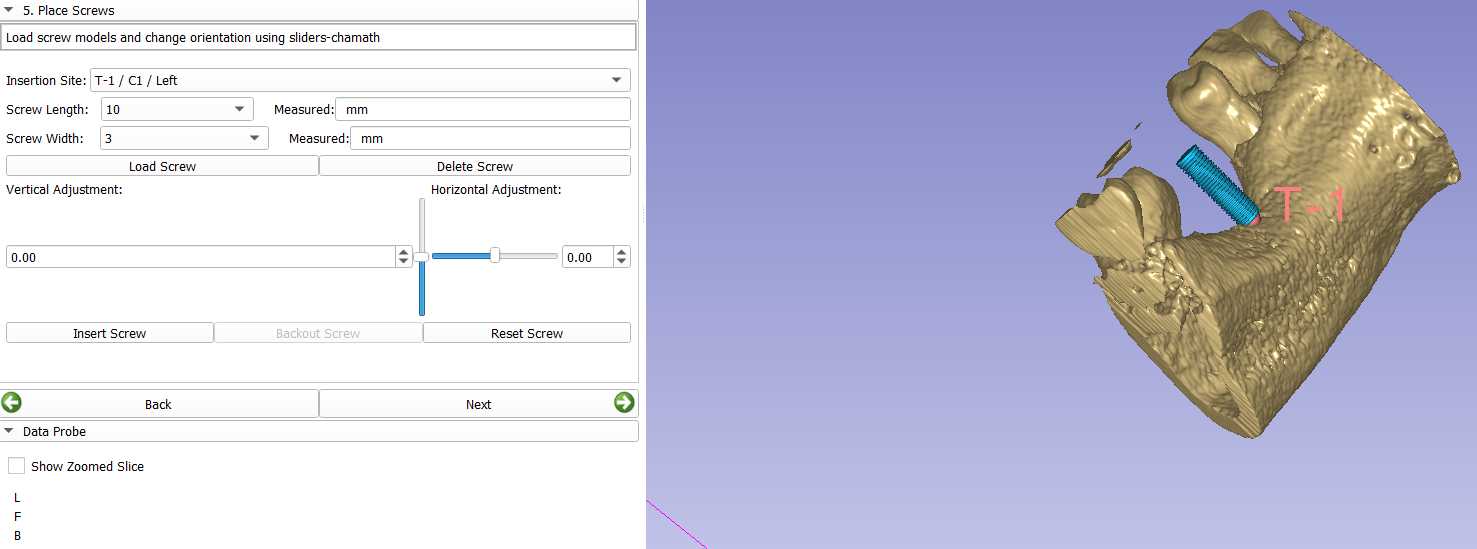 5. Place Screws
Load screw models and change orientation using sliders-chamath
Insertion Site: T-1 / C1 / Left
Screw Length: 10 Measured: mm
Screw Width: 3 Measured: mm
Load Screw Delete Screw
Vertical Adjustment: Horizontal Adjustment:
0.00 0.00
Insert Screw Backout Screw Reset Screw
Back Next
Data Probe
Show Zoomed Slice
L
F
B
T-1